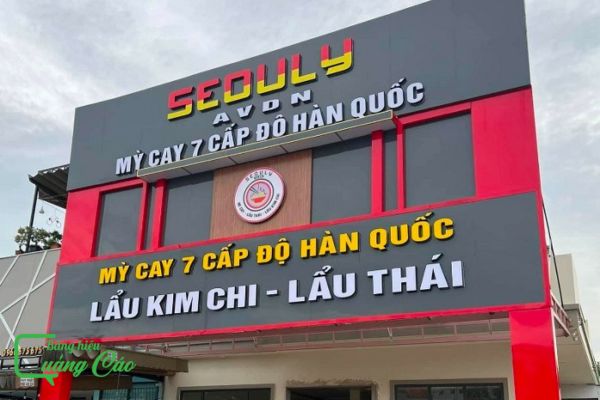 SEOULY
AVDN
MỲ CAY 7 CẤP ĐỘ HÀN QUỐC
SEOULY
MỲ CAY 7 CẤP ĐỘ HÀN QUỐC
LẨU KIM CHI - LẨU THÁI
Bảng hiệu
Quảng Cáo